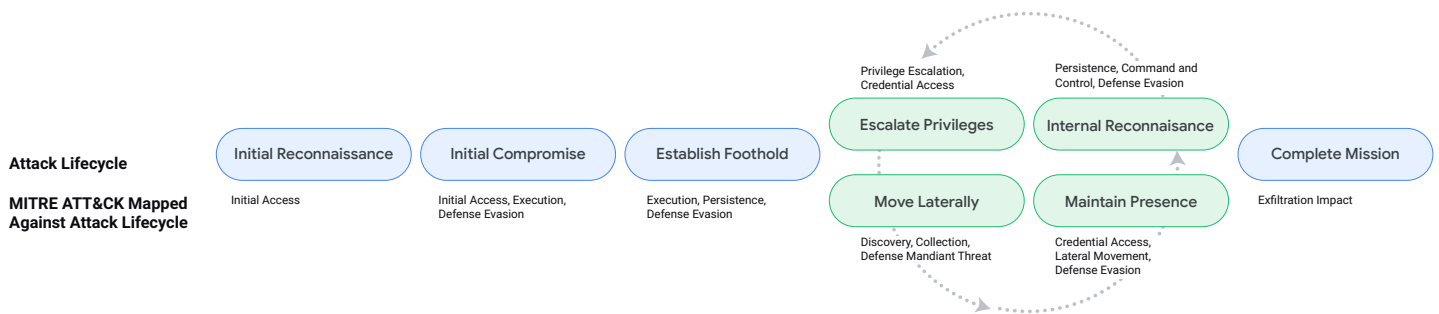 Attack Lifecycle
Initial Reconnaissance
Initial Compromise
Establish Foothold
Privilege Escalation,
Credential Access
Escalate Privileges
Persistence, Command and
Control, Defense Evasion
Internal Reconnaisance
Move Laterally
Maintain Presence
Complete Mission
MITRE ATT&CK Mapped
Against Attack Lifecycle
Initial Access
Initial Access, Execution,
Defense Evasion
Execution, Persistence,
Defense Evasion
Discovery, Collection,
Defense Mandiant Threat
Credential Access,
Lateral Movement,
Defense Evasion
Exfiltration Impact